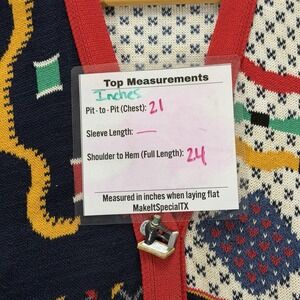 Top Measurements
Inches
Pit - to - Pit (Chest): 21
Sleeve Length: —
Shoulder to Hem (Full Length): 24
Measured in inches when laying flat
MakeItSpecialTX